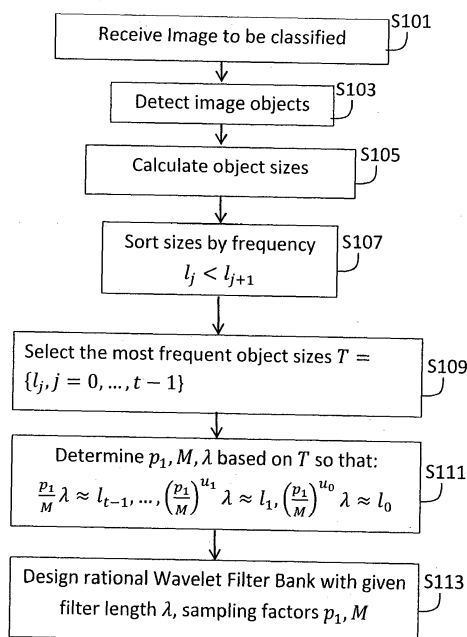 S101
Receive Image to be classified
S103
Detect image objects
S105
Calculate object sizes
S107
Sort sizes by frequency
l_j < l_{j+1}
S109
Select the most frequent object sizes T =
{l_j, j = 0, ..., t − 1}
S111
Determine p_1, M, λ based on T so that:
p_1/M λ ≈ l_{t−1}, ..., (p_1/M)^{u_1} λ ≈ l_1, (p_1/M)^{u_0} λ ≈ l_0
S113
Design rational Wavelet Filter Bank with given
filter length λ, sampling factors p_1, M